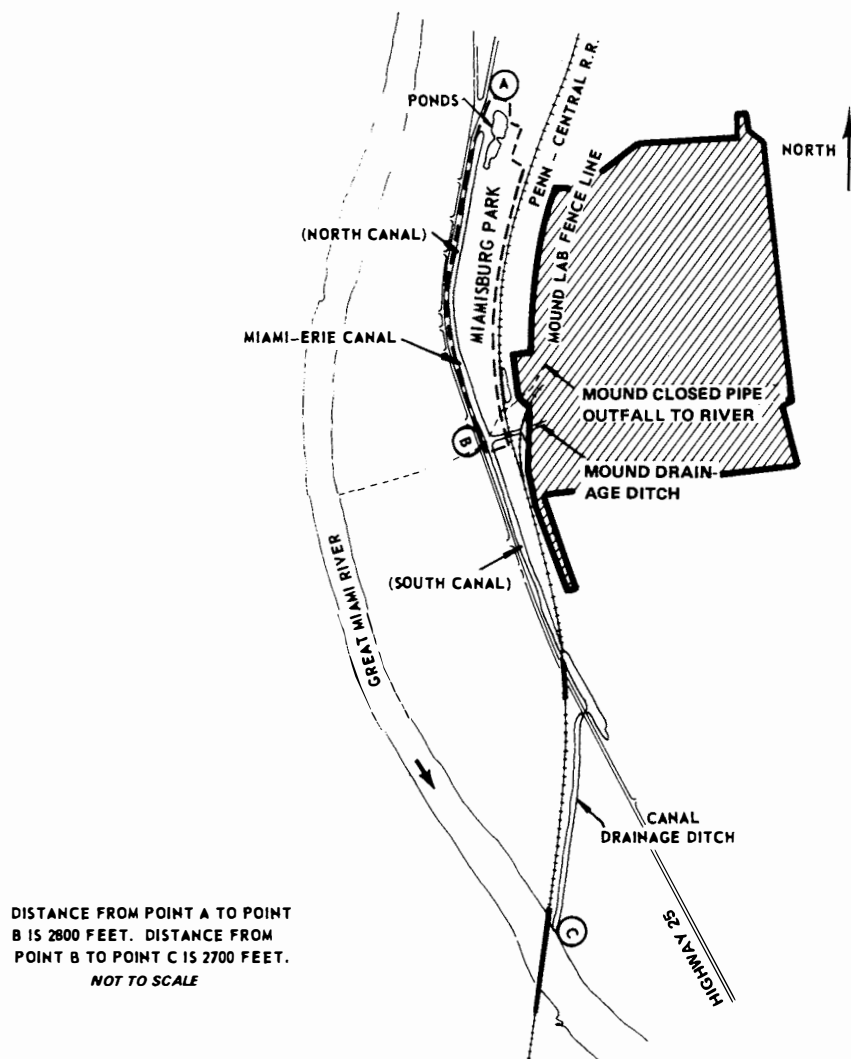 A
PONDS
PENN - CENTRAL R.R.
NORTH
MOUND LAB FENCE LINE
MIAMISBURG PARK
(NORTH CANAL)
MIAMI-ERIE CANAL
MOUND CLOSED PIPE
OUTFALL TO RIVER
B
MOUND DRAIN-
AGE DITCH
(SOUTH CANAL)
GREAT MIAMI RIVER
CANAL
DRAINAGE DITCH
DISTANCE FROM POINT A TO POINT
B IS 2800 FEET. DISTANCE FROM
POINT B TO POINT C IS 2700 FEET.
NOT TO SCALE
C
HIGHWAY 25